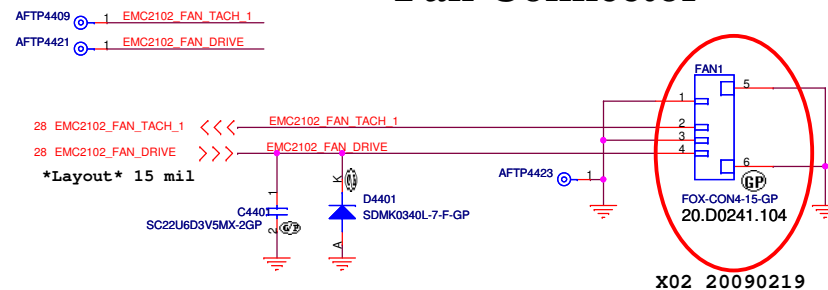 AFTP4409 1 EMC2102_FAN_TACH_1
AFTP4421 1 EMC2102_FAN_DRIVE
FAN1
1
5
28 EMC2102_FAN_TACH_1 EMC2102_FAN_TACH_1 2
3
28 EMC2102_FAN_DRIVE EMC2102_FAN_DRIVE 4
*Layout* 15 mil
6
AFTP4423 1
GP
K
1
C4401
D4401
SC22U6D3V5MX-2GP
SDMK0340L-7-F-GP
2
A
FOX-CON4-15-GP
20.D0241.104
X02 20090219